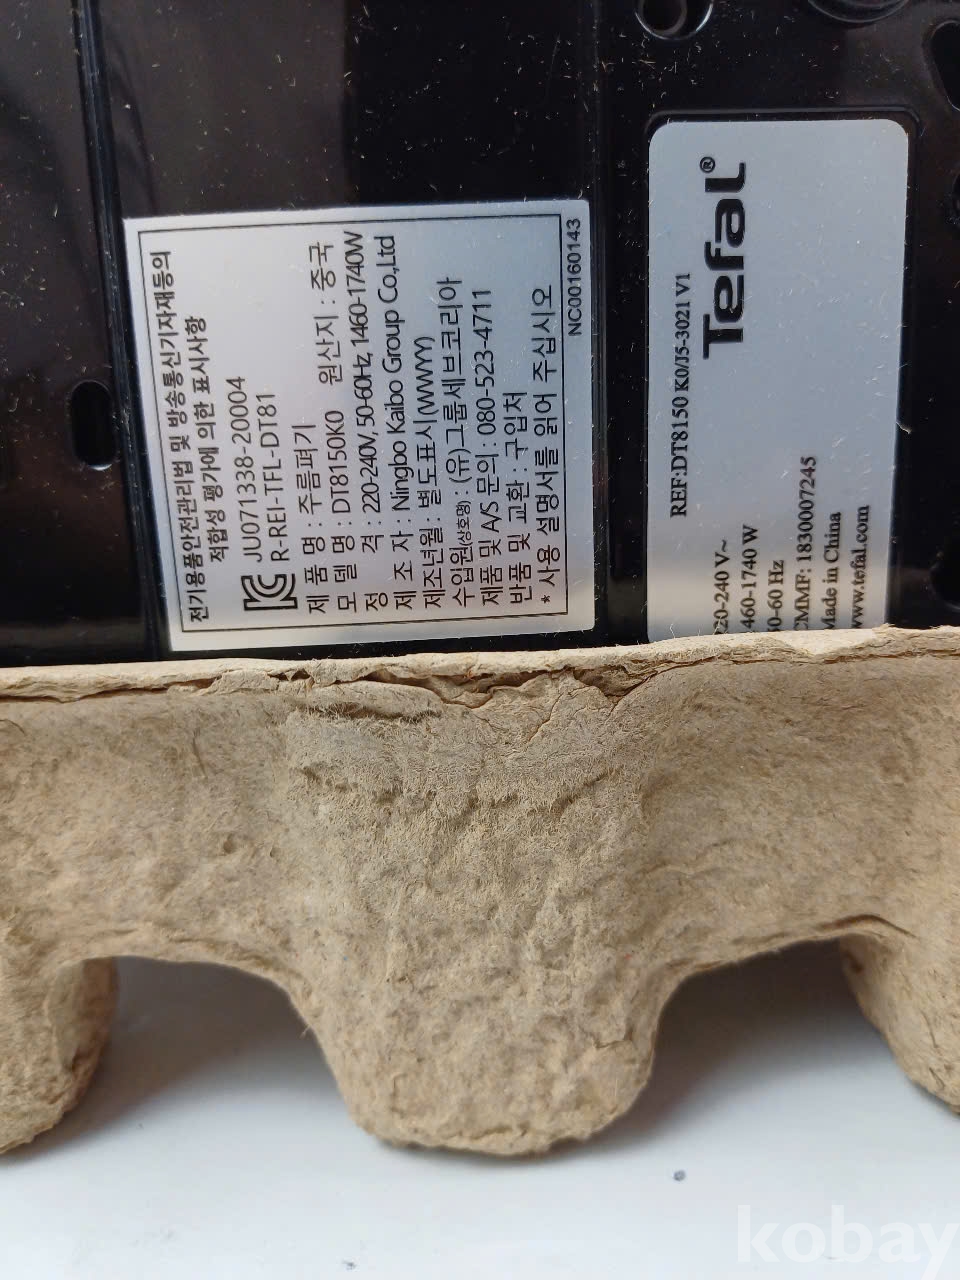 전기용품안전관리법 및 방송통신기자재등의
적합성 평가에 의한 표시사항
JU071338-20004
R-REI-TFL-DT81
제 품 명 : 주름펴기 원산지 : 중국
모 델 명 : DT8150K0
정 격 : 220-240V, 50-60Hz, 1460-1740W
제 조 자 : Ningbo Kaibo Group Co,.Ltd
제조년월 : 별도표시(WWYY)
수입원(상호명) : (유)그룹세브코리아
제품 및 A/S 문의 : 080-523-4711
반품 및 교환 : 구입처
* 사용 설명서를 읽어 주십시오
NC00160143
Tefal®
REF:DT8150 K0/J5-3021 V1
20-240 V~
460-1740 W
0-60 Hz
CMMF: 1830007245
Made in China
www.tefal.com
kobay